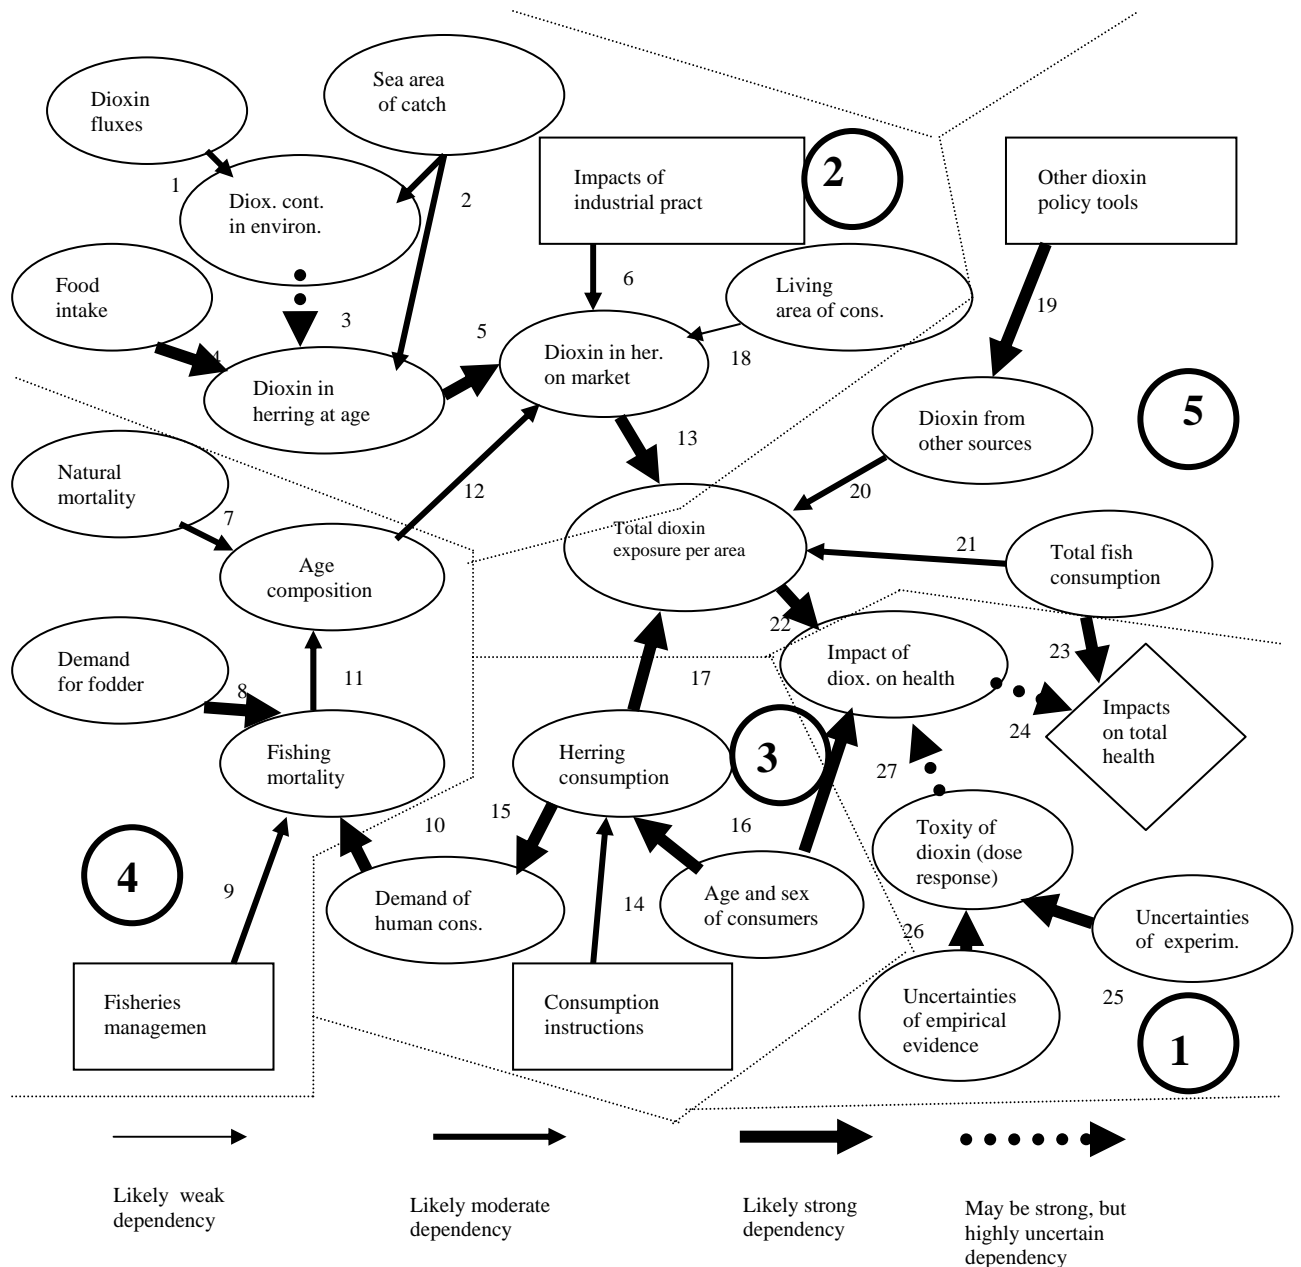 Dioxin
fluxes
Sea area
of catch
1
Diox. cont.
in environ.
2
Impacts of
industrial pract
2
Other dioxin
policy tools
Food
intake
3
4
Dioxin in
herring at age
5
6
Living
area of cons.
Dioxin in her.
on market
18
19
Dioxin from
other sources
5
Natural
mortality
7
12
13
20
Age
composition
Total dioxin
exposure per area
21
Total fish
consumption
Demand
for fodder
8
11
17
22
Impact of
diox. on health
23
24
Impacts
on total
health
Fishing
mortality
Herring
consumption
3
27
4
9
10
15
16
14
Demand of
human cons.
Age and sex
of consumers
Toxity of
dioxin (dose
response)
26
Uncertainties
of experim.
25
Fisheries
managemen
Consumption
instructions
Uncertainties
of empirical
evidence
1
Likely weak
dependency
Likely moderate
dependency
Likely strong
dependency
May be strong, but
highly uncertain
dependency